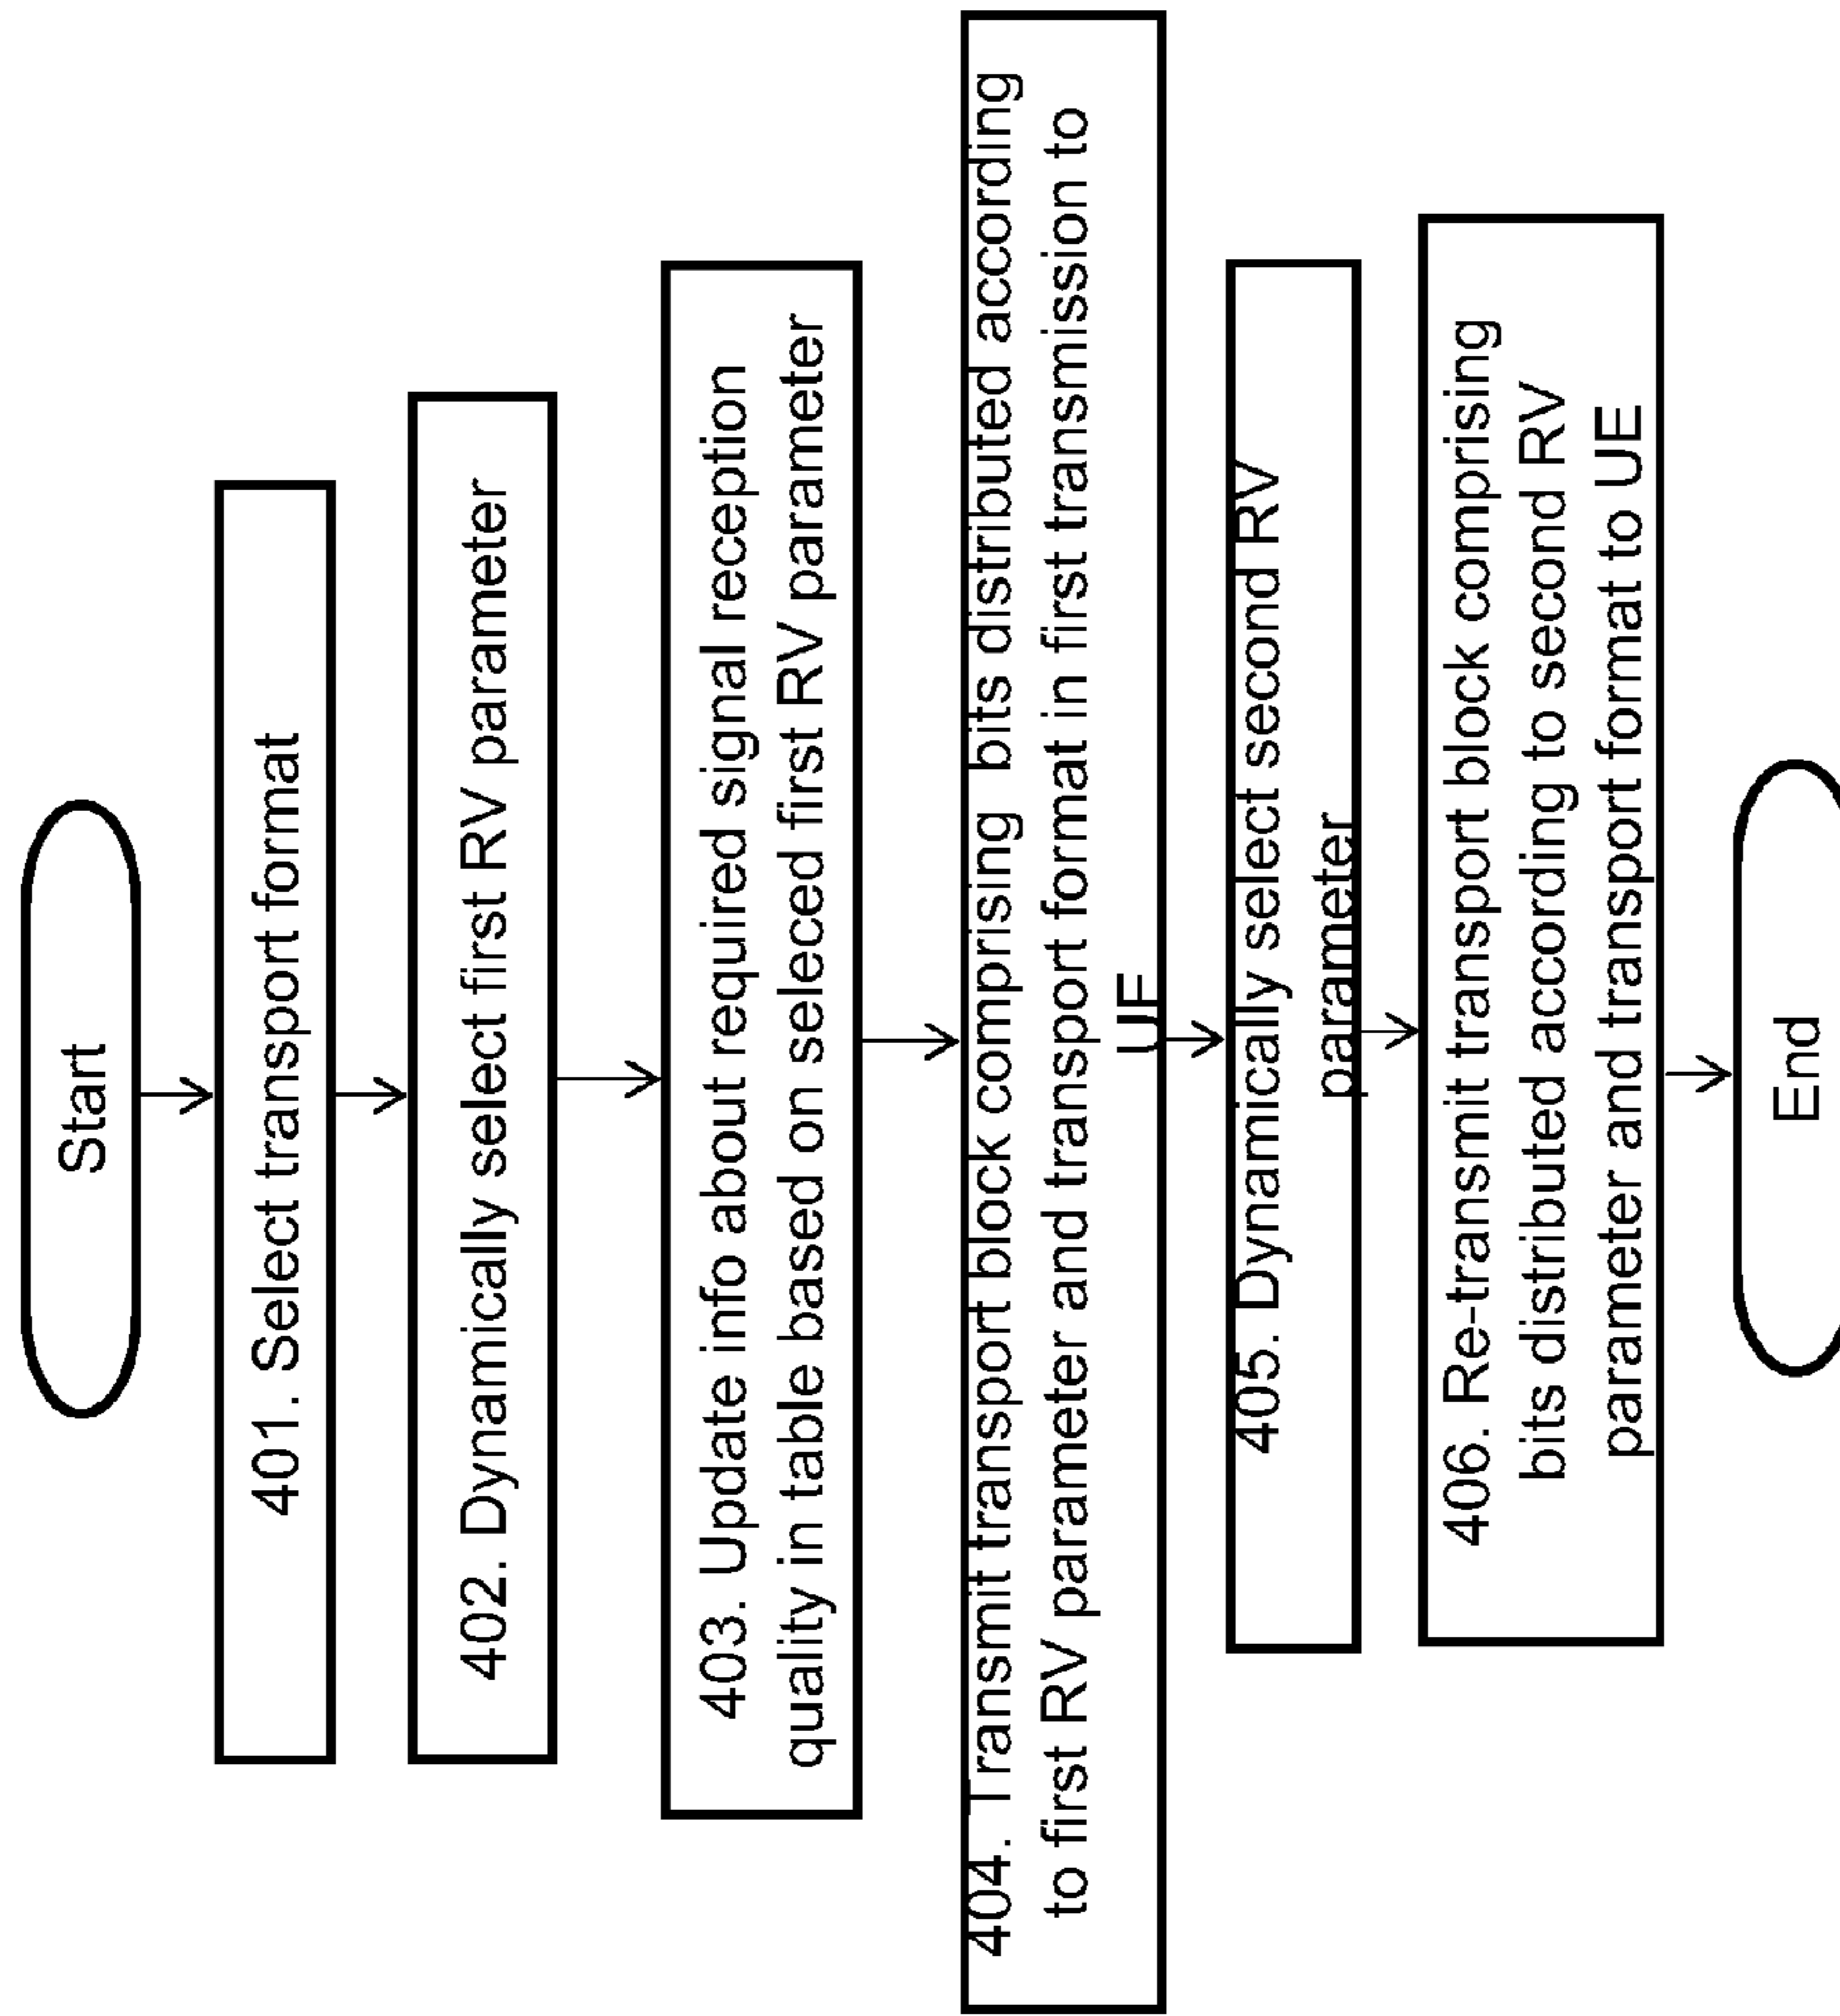 Start
401. Select transport format
402. Dynamically select first RV parameter
403. Update info about required signal reception
quality in table based on seleced first RV parameter
404. Transmit transport block comprising bits distributed according
to first RV parameter and transport format in first transmission to
UE
405. Dynamically select second RV
parameter
406. Re-transmit transport block comprising
bits distributed according to second RV
parameter and transport format to UE
End